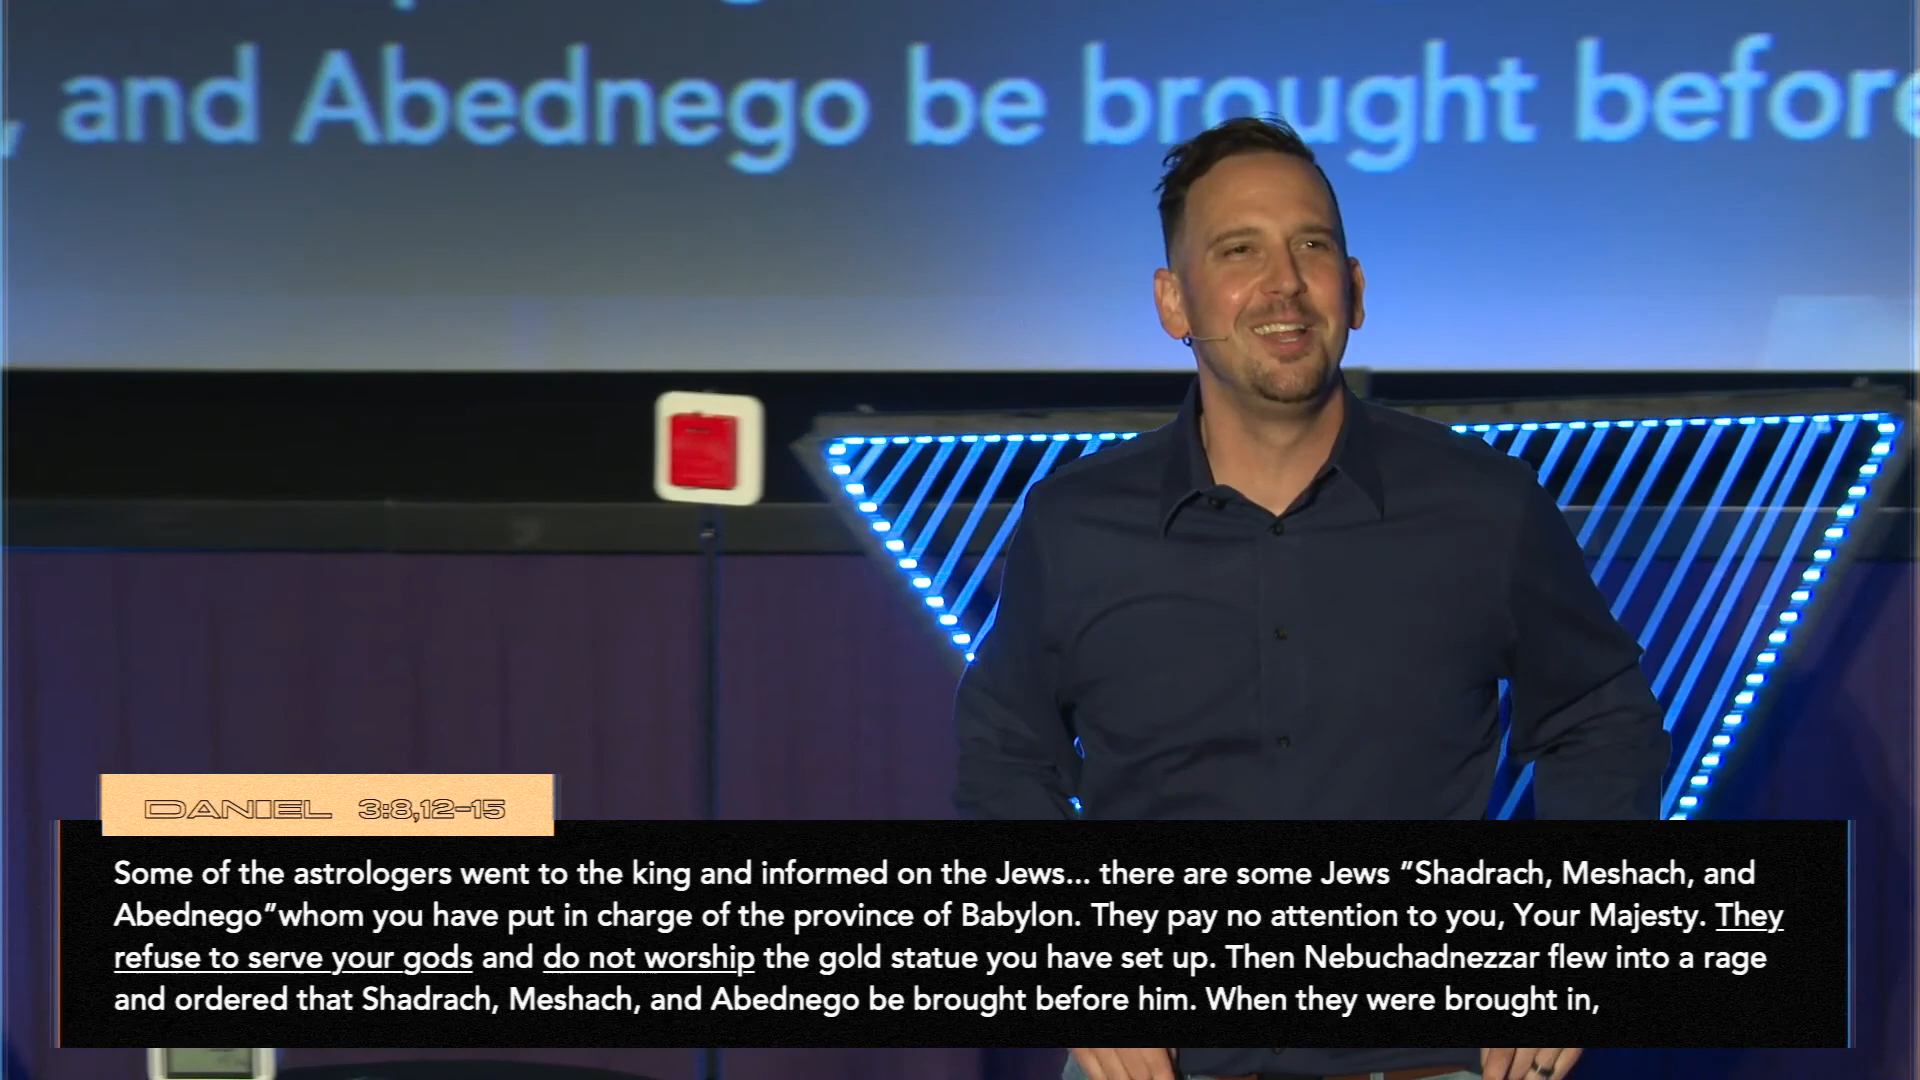 , and Abednego be brought before
DANIEL 3:8,12-15
Some of the astrologers went to the king and informed on the Jews... there are some Jews "Shadrach, Meshach, and
Abednego"whom you have put in charge of the province of Babylon. They pay no attention to you, Your Majesty. They
refuse to serve your gods and do not worship the gold statue you have set up. Then Nebuchadnezzar flew into a rage
and ordered that Shadrach, Meshach, and Abednego be brought before him. When they were brought in,